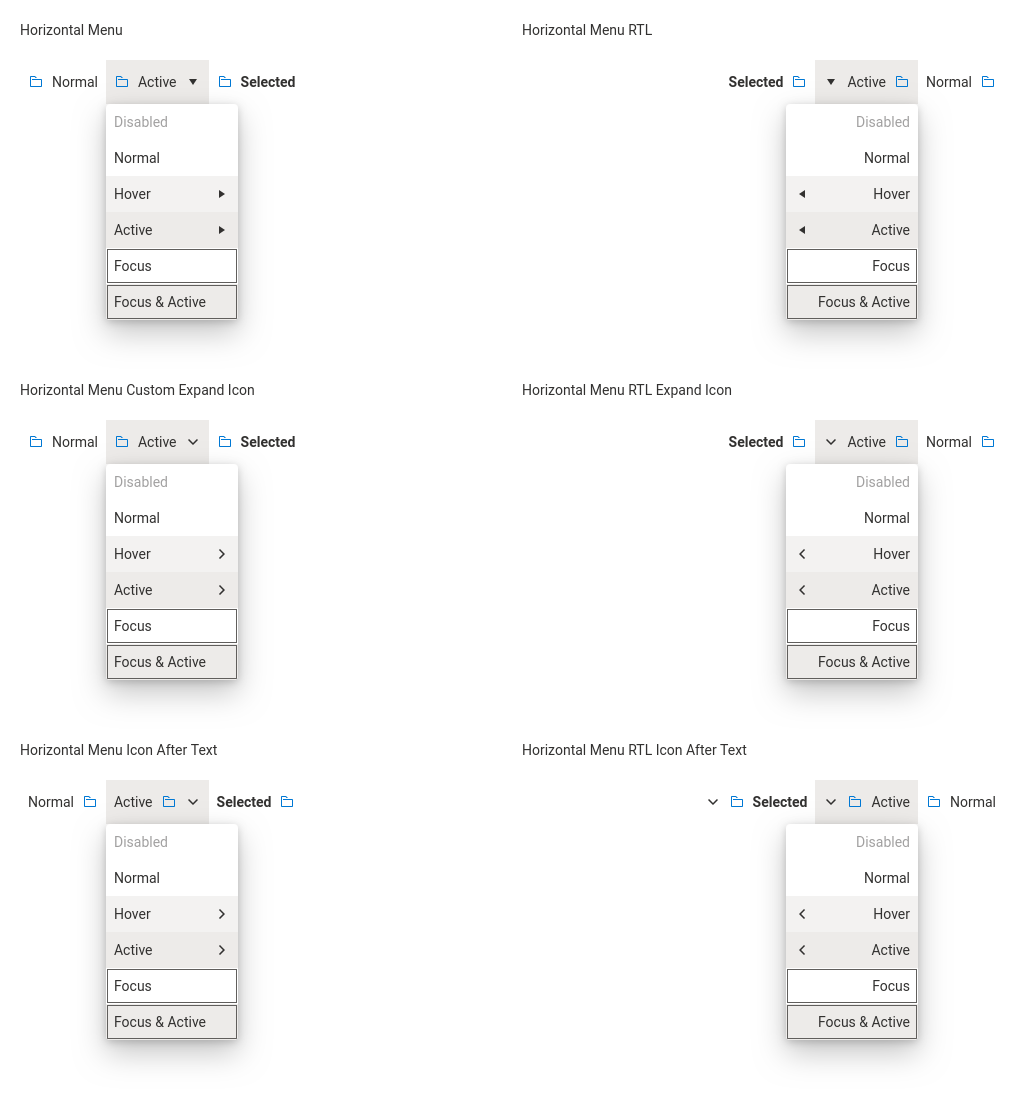 Horizontal Menu
Normal Active Selected
Disabled
Normal
Hover
Active
Focus
Focus & Active
Horizontal Menu RTL
Selected Active Normal
Disabled
Normal
Hover
Active
Focus
Focus & Active
Horizontal Menu Custom Expand Icon
Normal Active Selected
Disabled
Normal
Hover
Active
Focus
Focus & Active
Horizontal Menu RTL Expand Icon
Selected Active Normal
Disabled
Normal
Hover
Active
Focus
Focus & Active
Horizontal Menu Icon After Text
Normal Active Selected
Disabled
Normal
Hover
Active
Focus
Focus & Active
Horizontal Menu RTL Icon After Text
Selected Active Normal
Disabled
Normal
Hover
Active
Focus
Focus & Active